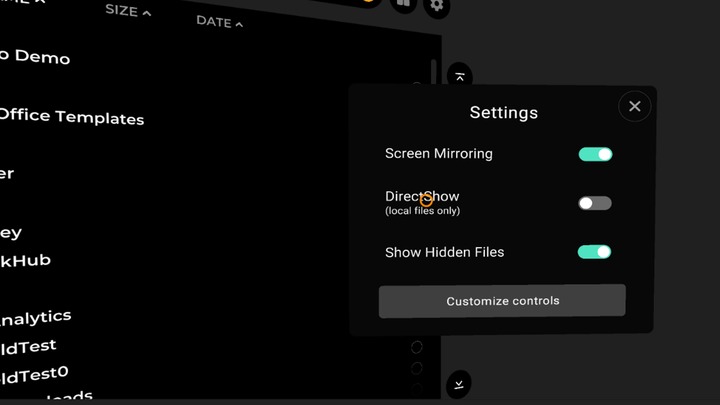 SIZE
DATE
o Demo
Office Templates
er
ey
kHub
nalytics
ldTest
ldTest0
Settings
Screen Mirroring
DirectShow
(local files only)
Show Hidden Files
Customize controls